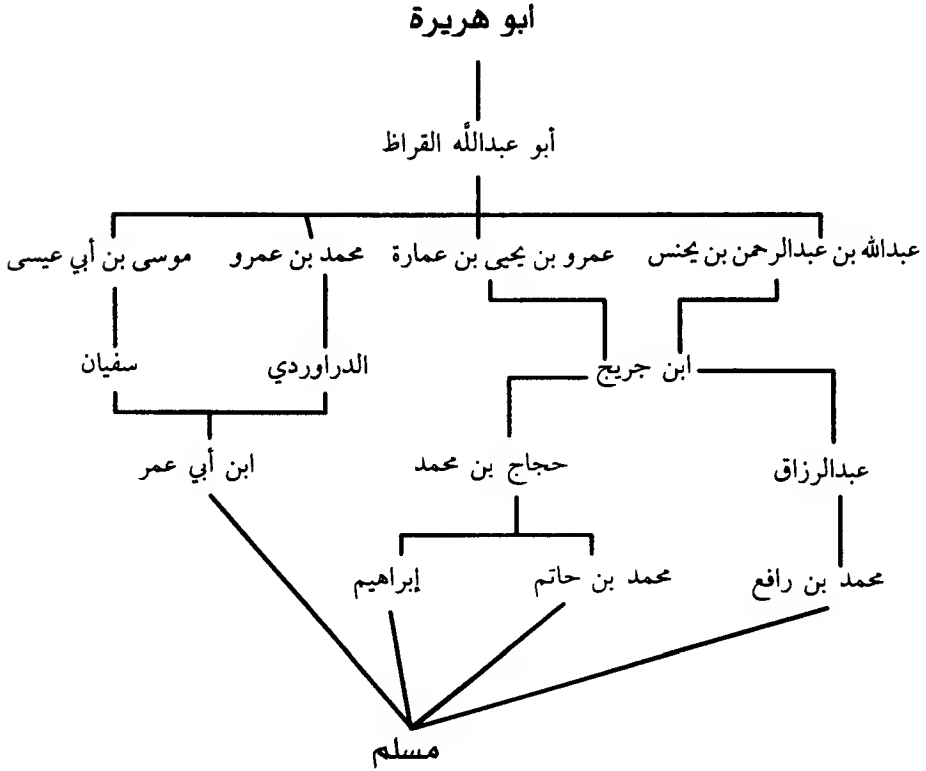 ابو هريرة
أبو عبداللَّه القراظ
عبدالله بن عبدالرحمن بن يحنس
عمرو بن يحيى بن عمارة
محمد بن عمرو
موسى بن أبي عيسى
ابن جريج
الدراوردي
سفيان
عبدالرزاق
حجاج بن محمد
ابن أبي عمر
محمد بن رافع
محمد بن حاتم
إبراهيم
مسلم